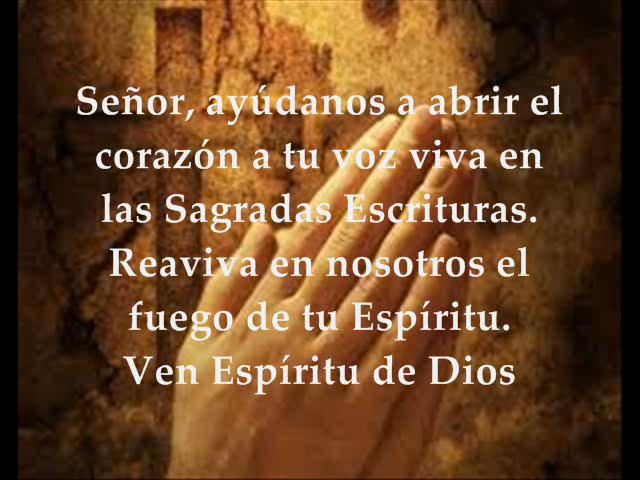 Señor, ayúdanos a abrir el
corazón a tu voz viva en
las Sagradas Escrituras.
Reaviva en nosotros el
fuego de tu Espíritu.
Ven Espíritu de Dios